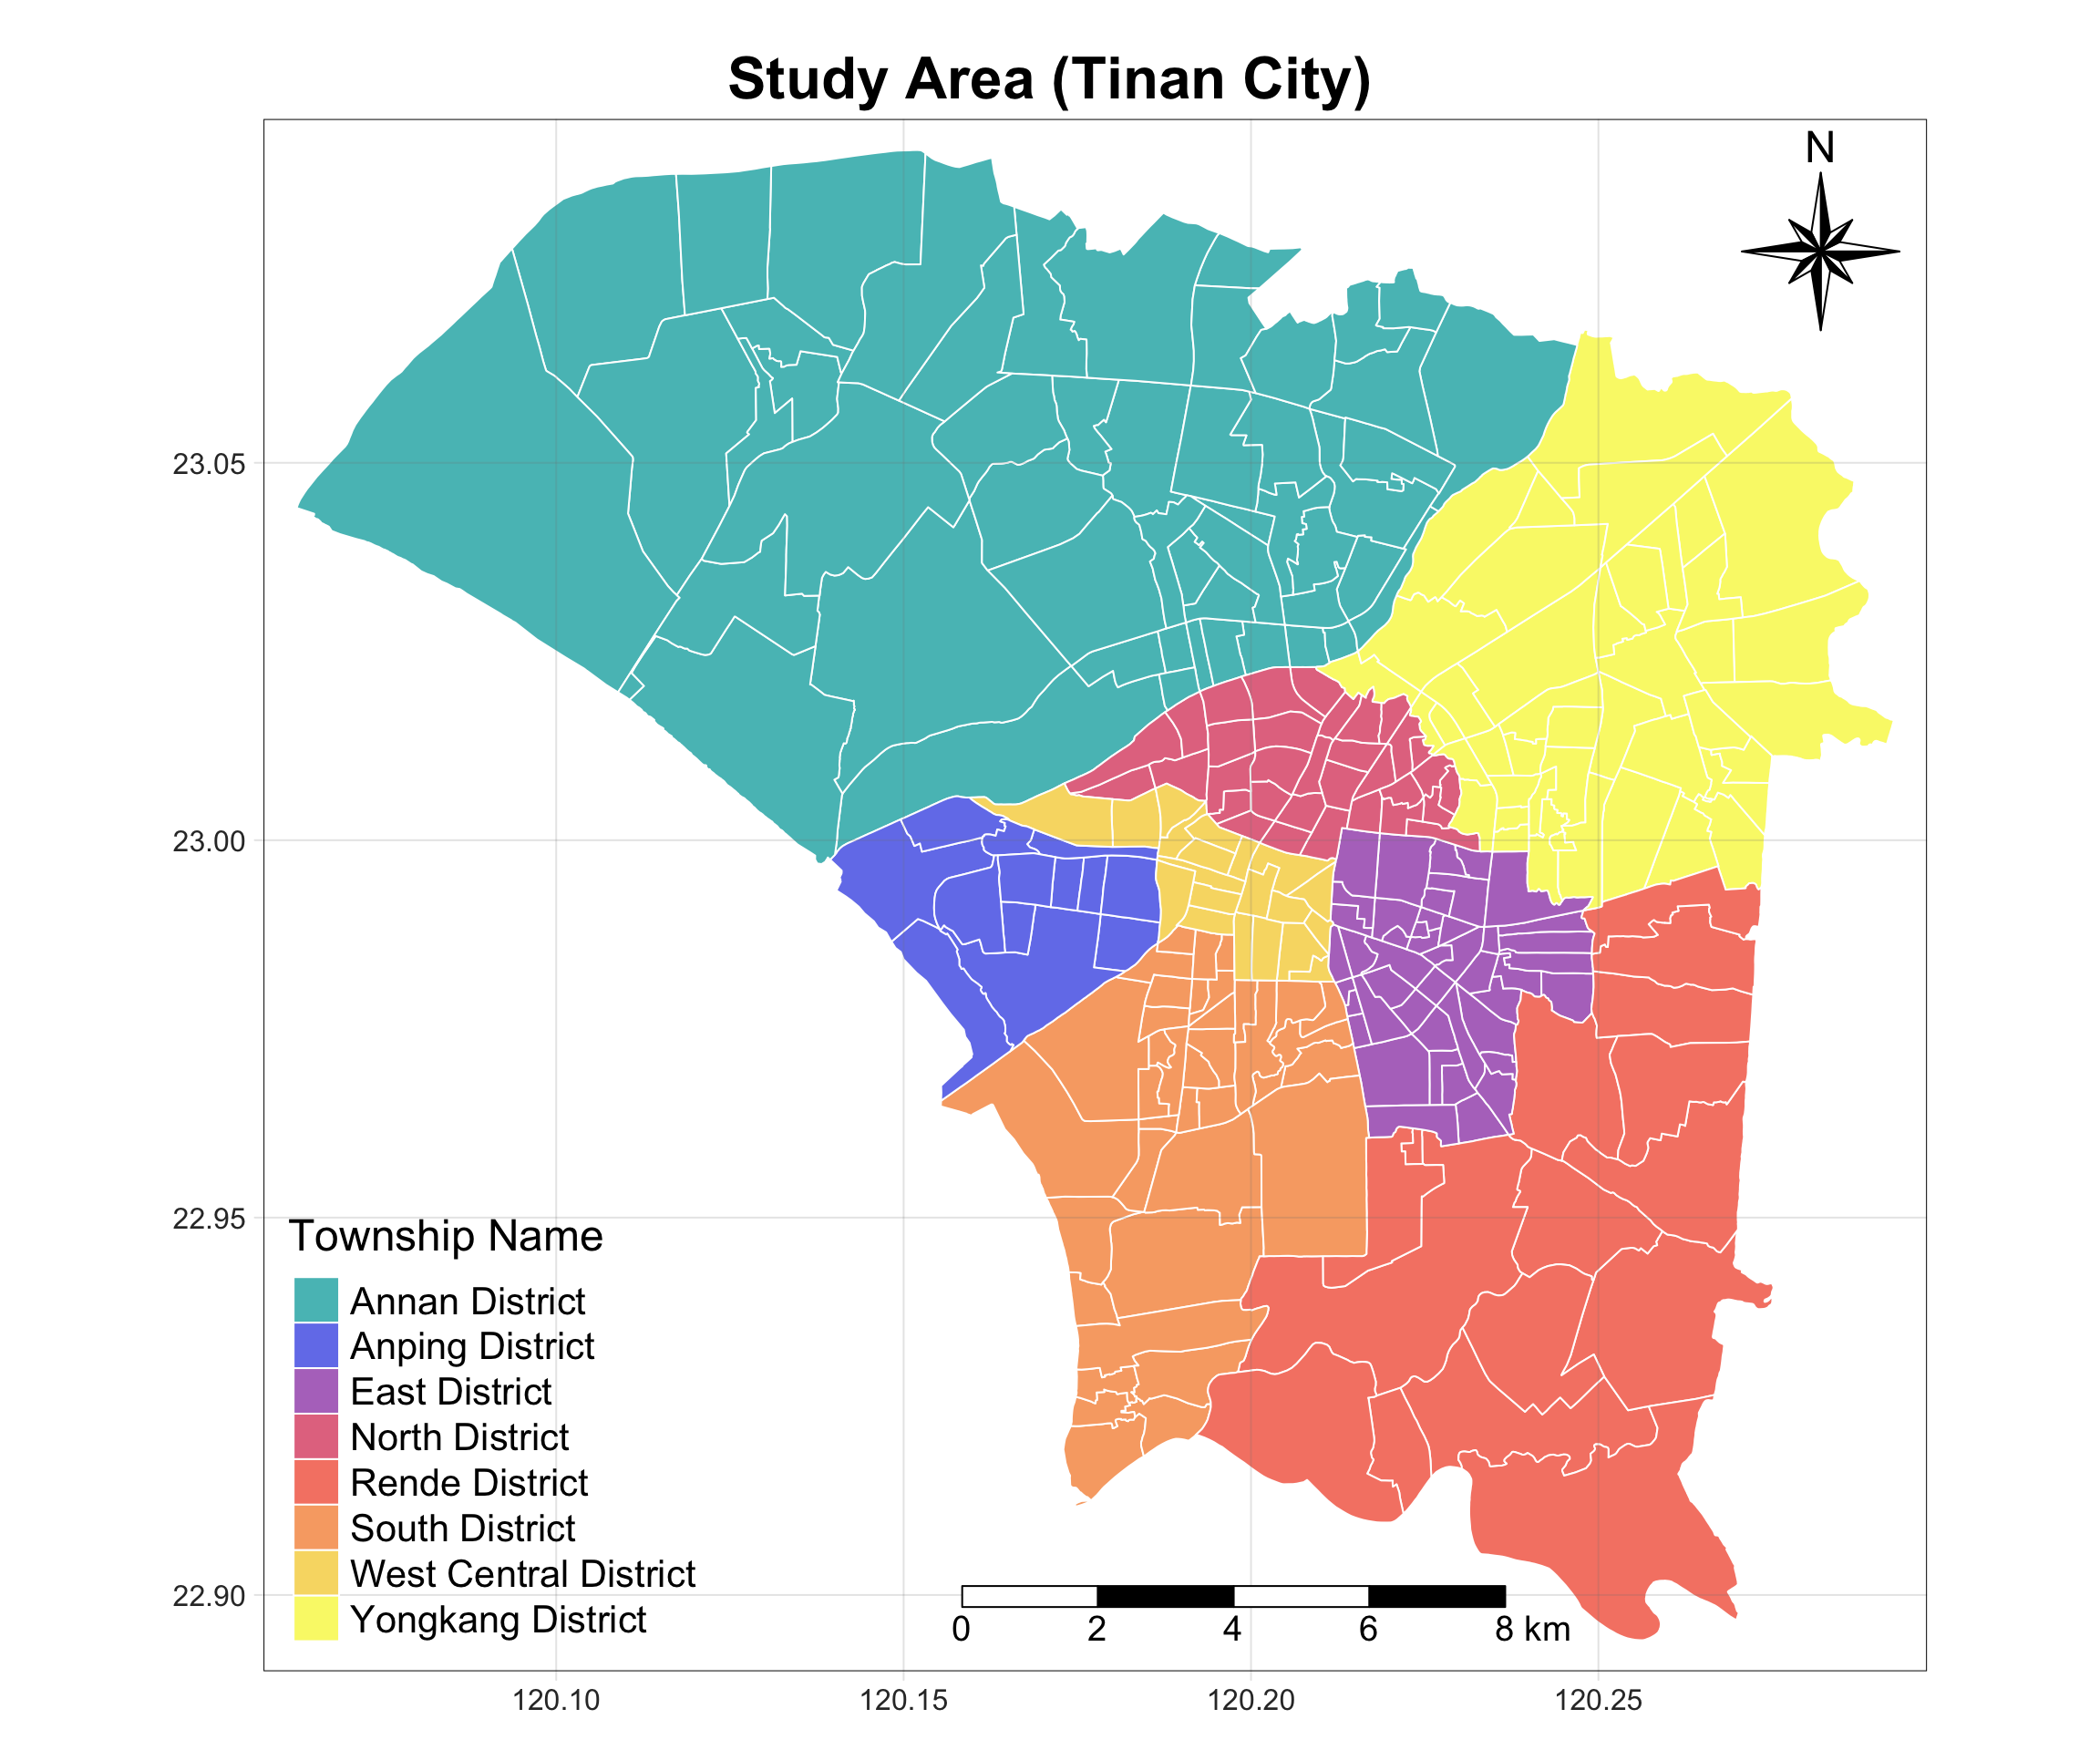 Study Area (Tinan City)
N
23.05
23.00
22.95
22.90
Township Name
Annan District
Anping District
East District
North District
Rende District
South District
West Central District
Yongkang District
0 2 4 6 8 km
120.10 120.15 120.20 120.25